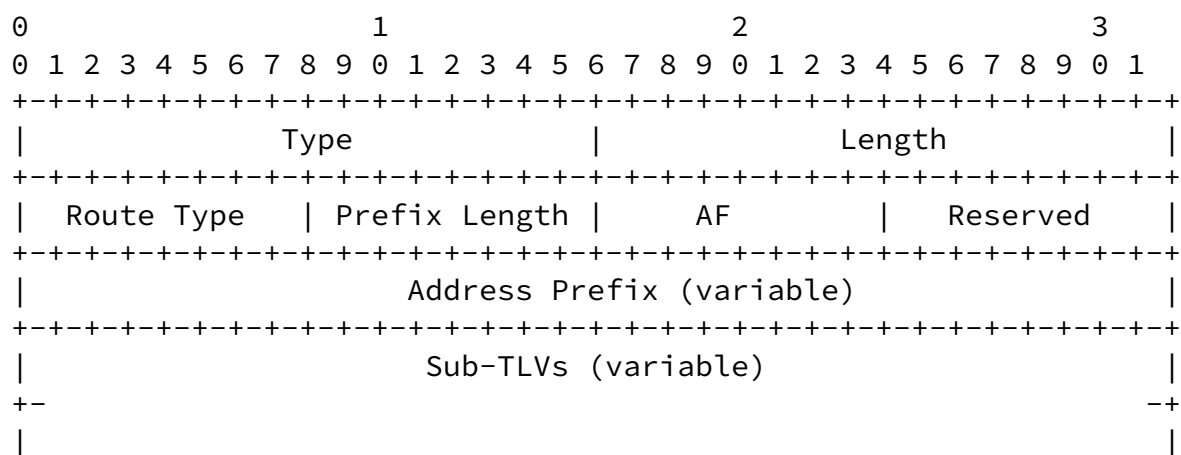 0                   1                   2                   3
0 1 2 3 4 5 6 7 8 9 0 1 2 3 4 5 6 7 8 9 0 1 2 3 4 5 6 7 8 9 0 1
+-+-+-+-+-+-+-+-+-+-+-+-+-+-+-+-+-+-+-+-+-+-+-+-+-+-+-+-+-+-+-+-+
|              Type             |             Length            |
+-+-+-+-+-+-+-+-+-+-+-+-+-+-+-+-+-+-+-+-+-+-+-+-+-+-+-+-+-+-+-+-+
|  Route Type   | Prefix Length |     AF        |   Reserved    |
+-+-+-+-+-+-+-+-+-+-+-+-+-+-+-+-+-+-+-+-+-+-+-+-+-+-+-+-+-+-+-+-+
|                     Address Prefix (variable)                 |
+-+-+-+-+-+-+-+-+-+-+-+-+-+-+-+-+-+-+-+-+-+-+-+-+-+-+-+-+-+-+-+-+
|                      Sub-TLVs (variable)                      |
+-                                                             -+
|                                                               |